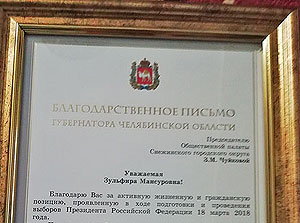 БЛАГОДАРСТВЕННОЕ ПИСЬМО
ГУБЕРНАТОРА ЧЕЛЯБИНСКОЙ ОБЛАСТИ
Председателю
Общественной палаты
Снежинского городского округа
З.М. Чуйковой
Уважаемая
Зульфира Мансуровна!
Благодарю Вас за активную жизненную и гражданскую
позицию, проявленную в ходе подготовки и проведения
выборов Президента Российской Федерации 18 марта 2018
года.